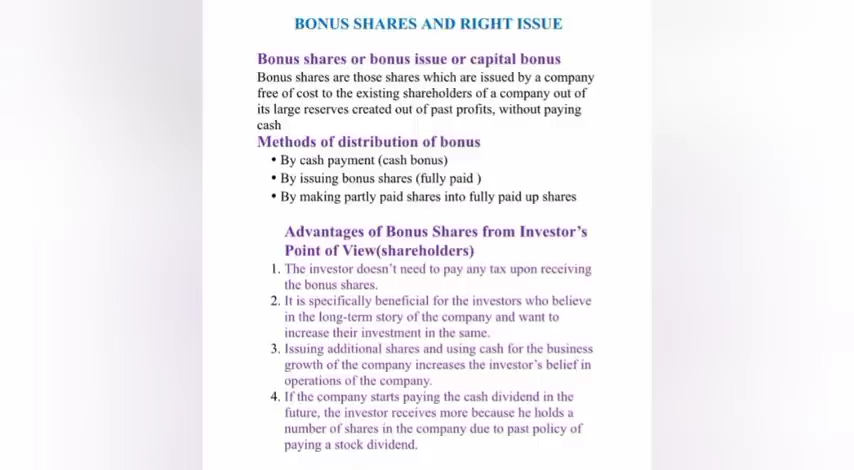 BONUS SHARES AND RIGHT ISSUE
Bonus shares or bonus issue or capital bonus
Bonus shares are those shares which are issued by a company
free of cost to the existing shareholders of a company out of
its large reserves created out of past profits, without paying
cash
Methods of distribution of bonus
• By cash payment (cash bonus)
• By issuing bonus shares (fully paid )
• By making partly paid shares into fully paid up shares
Advantages of Bonus Shares from Investor’s
Point of View(shareholders)
1. The investor doesn’t need to pay any tax upon receiving
the bonus shares.
2. It is specifically beneficial for the investors who believe
in the long-term story of the company and want to
increase their investment in the same.
3. Issuing additional shares and using cash for the business
growth of the company increases the investor’s belief in
operations of the company.
4. If the company starts paying the cash dividend in the
future, the investor receives more because he holds a
number of shares in the company due to past policy of
paying a stock dividend.